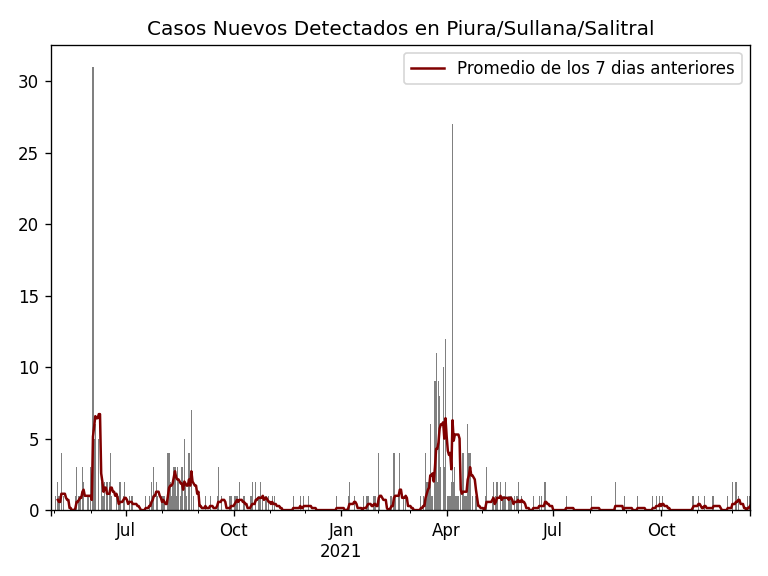 Casos Nuevos Detectados en Piura/Sullana/Salitral
Promedio de los 7 dias anteriores
30
25
20
15
10
5
0
Jul Oct Jan Apr Jul Oct
2021